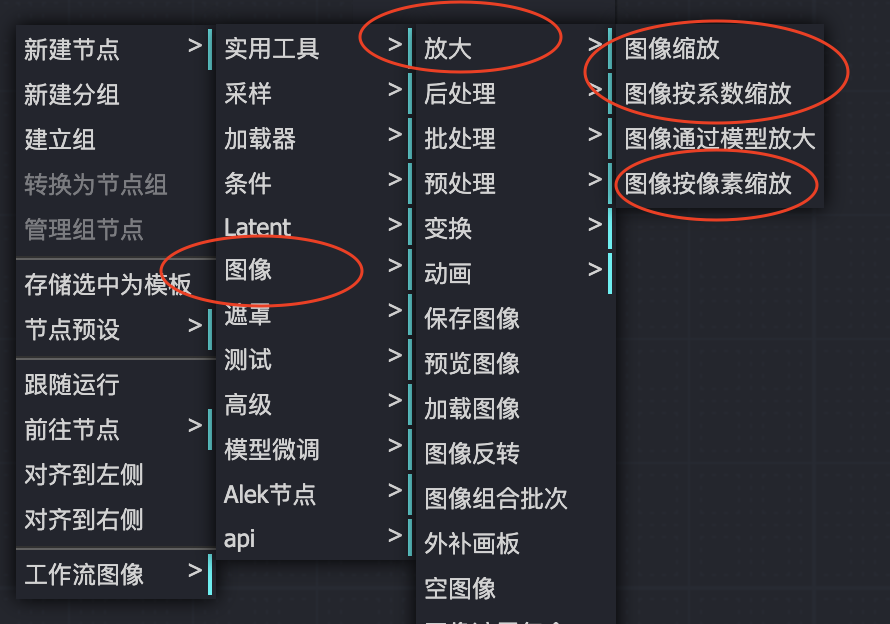 新建节点
>
新建分组
建立组
转换为节点组
管理组节点
存储选中为模板
节点预设
>
跟随运行
前往节点
>
对齐到左侧
对齐到右侧
工作流图像
>
实用工具
>
采样
>
加载器
>
条件
>
Latent
>
图像
>
遮罩
>
测试
>
高级
>
模型微调
>
Alek节点
>
api
>
放大
>
后处理
>
批处理
>
预处理
>
变换
>
动画
>
保存图像
预览图像
加载图像
图像反转
图像组合批次
外补画板
空图像
图像缩放
图像按系数缩放
图像通过模型放大
图像按像素缩放